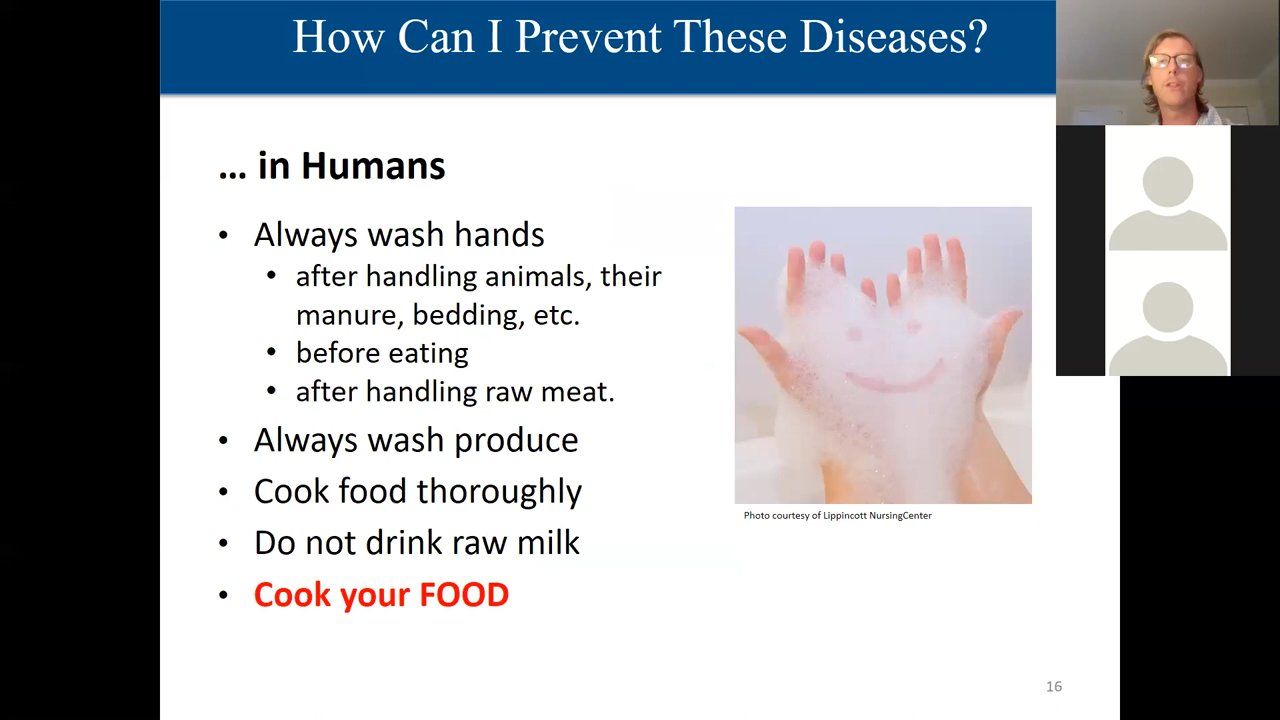 How Can I Prevent These Diseases?
... in Humans
• Always wash hands
• after handling animals, their
manure, bedding, etc.
• before eating
• after handling raw meat.
• Always wash produce
• Cook food thoroughly
• Do not drink raw milk
• Cook your FOOD
Photo courtesy of Lippincott NursingCenter
16